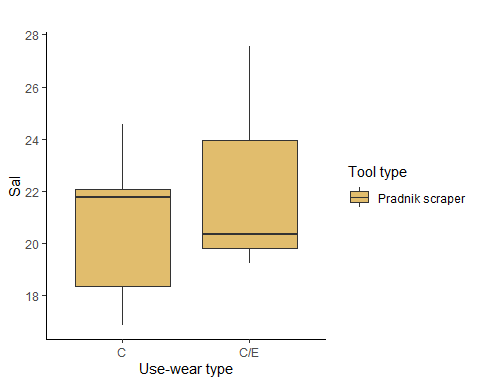 28
26
24
22
20
18
Sal
C
C/E
Use-wear type
Tool type
Pradnik scraper